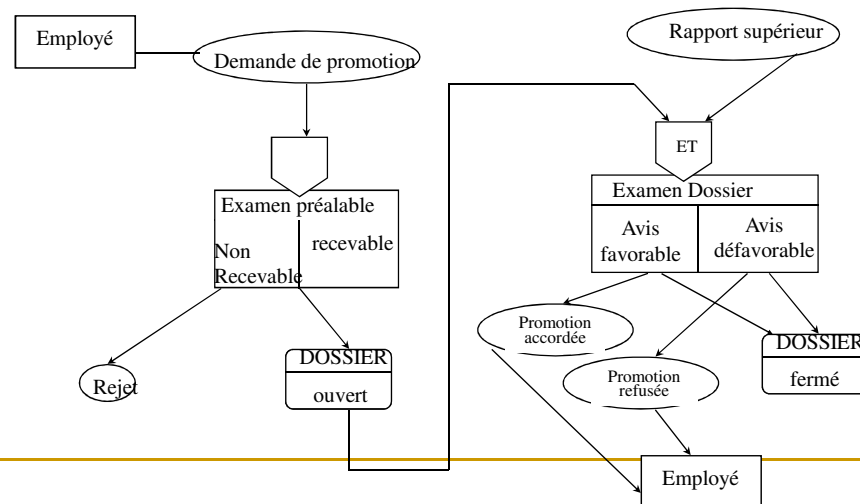 Employé
Demande de promotion
Examen préalable
Non
Recevable
recevable
Rejet
DOSSIER
ouvert
Rapport supérieur
ET
Examen Dossier
Avis
favorable
Avis
défavorable
Promotion
accordée
Promotion
refusée
DOSSIER
fermé
Employé